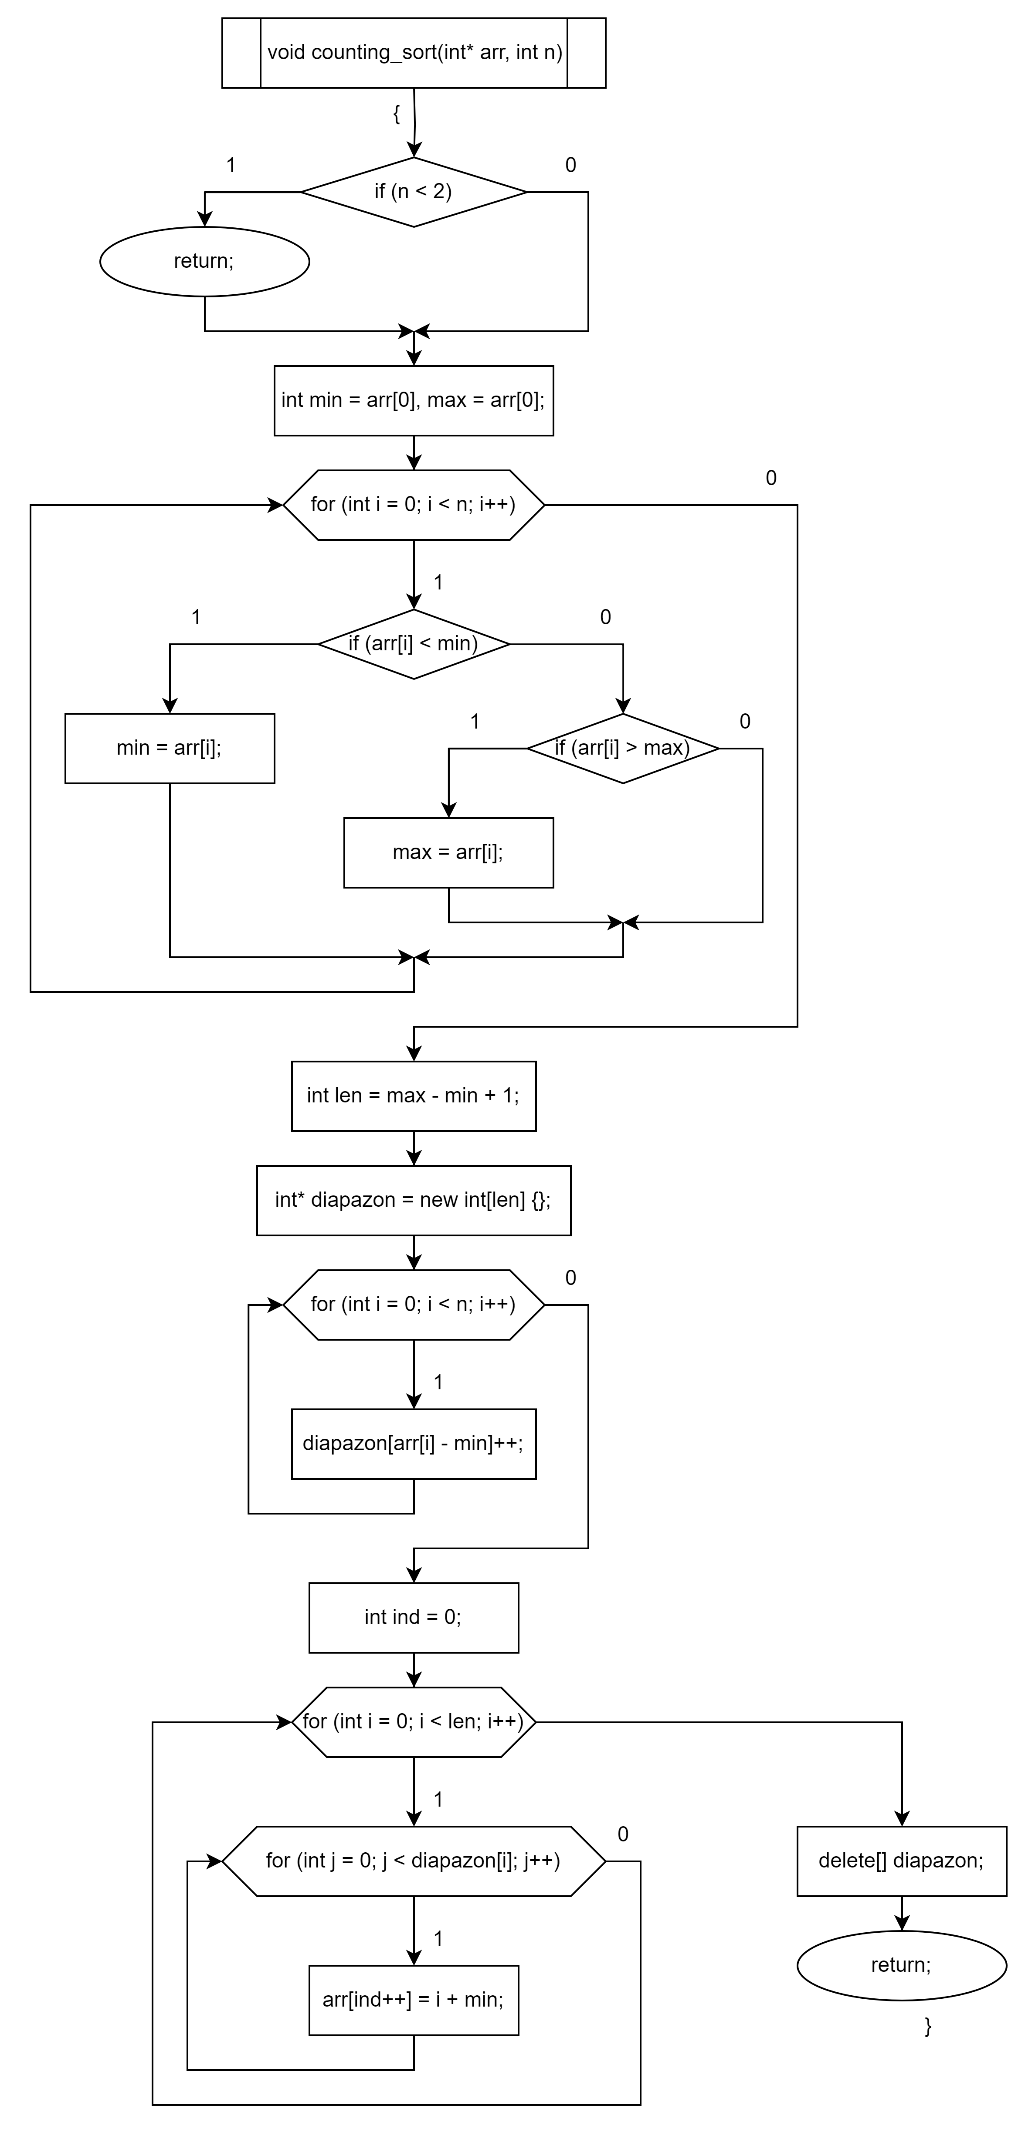 void counting_sort(int* arr, int n)
{
1
0
if (n < 2)
return;
int min = arr[0], max = arr[0];
0
for (int i = 0; i < n; i++)
1
1
0
if (arr[i] < min)
1
0
min = arr[i];
if (arr[i] > max)
max = arr[i];
int len = max - min + 1;
int* diapazon = new int[len] {};
0
for (int i = 0; i < n; i++)
1
diapazon[arr[i] - min]++;
int ind = 0;
for (int i = 0; i < len; i++)
1
0
for (int j = 0; j < diapazon[i]; j++)
delete[] diapazon;
1
arr[ind++] = i + min;
return;
}